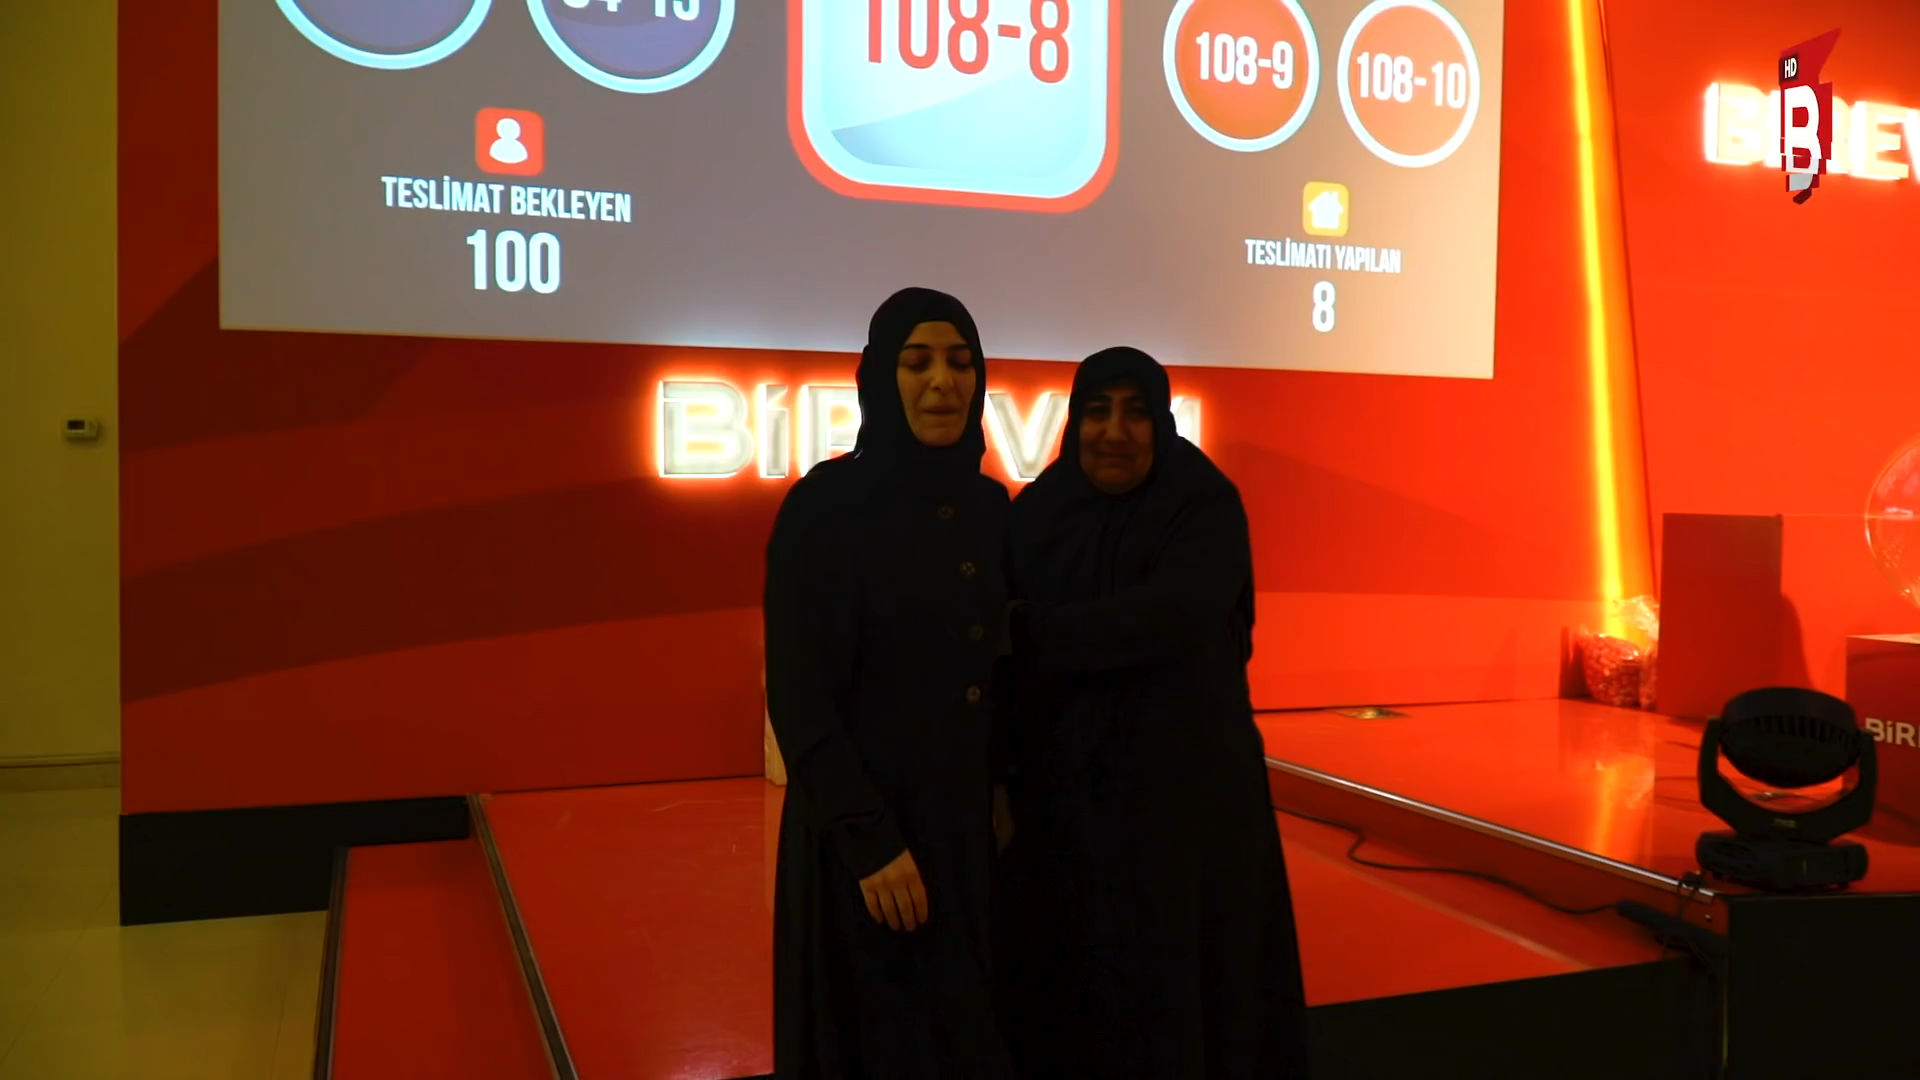 108-8
108-9
108-10
HD
B
TESLİMAT BEKLEYEN
100
TESLİMATI YAPILAN
8